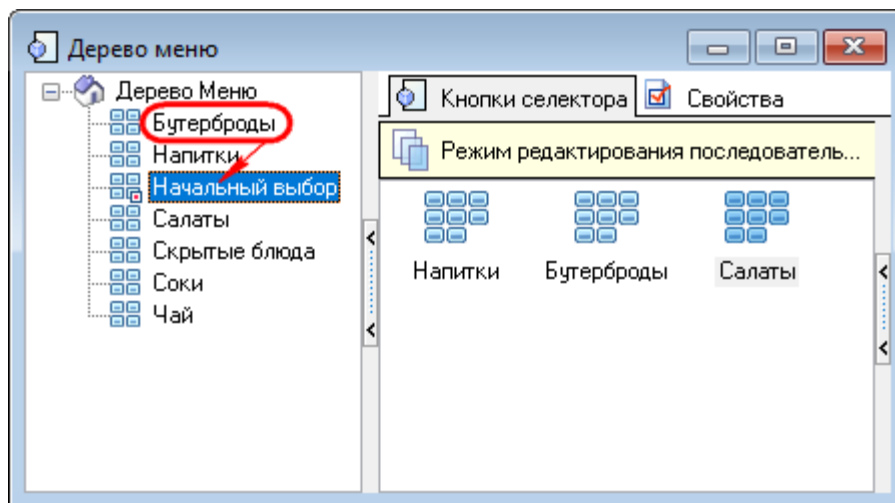 Дерево меню
Дерево Меню
Бутерброды
Напитки
Начальный выбор
Салаты
Скрытые блюда
Соки
Чай
Кнопки селектора
Свойства
Режим редактирования последователь...
Напитки
Бутерброды
Салаты